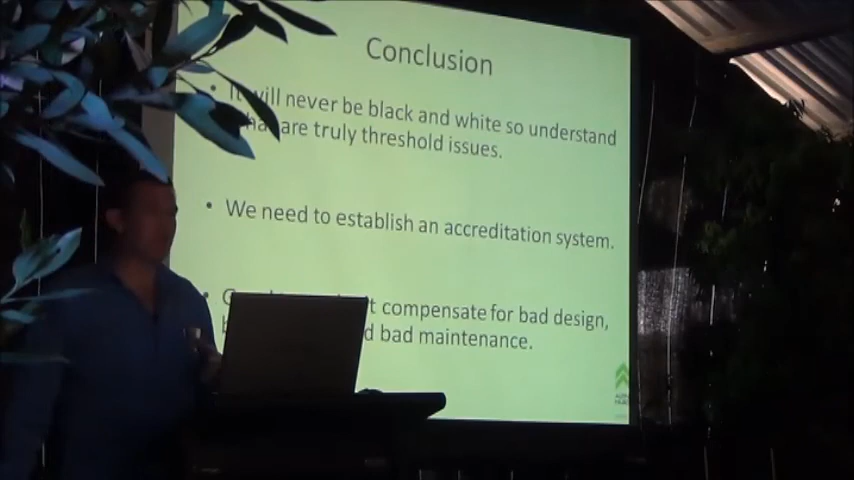 Conclusion
• It will never be black and white so understand
are truly threshold issues.
• We need to establish an accreditation system.
compensate for bad design,
bad maintenance.